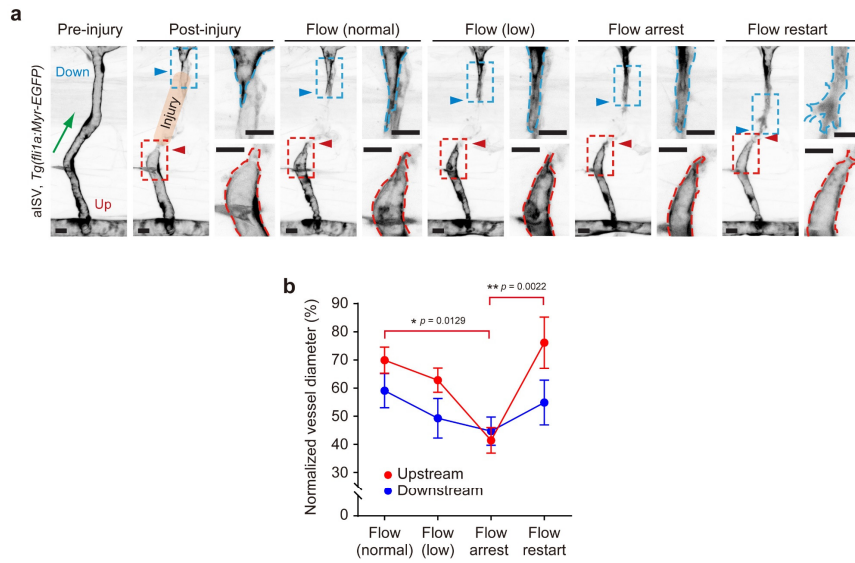 a
Pre-injury
Post-injury
Flow (normal)
Flow (low)
Flow arrest
Flow restart
aISV, Tg(fli1a:Myr-EGFP)
Down
Injury
Up
b
** p = 0.0022
* p = 0.0129
Normalized vessel diameter (%)
90
80
70
60
50
40
30
0
Upstream
Downstream
Flow (normal)
Flow (low)
Flow arrest
Flow restart